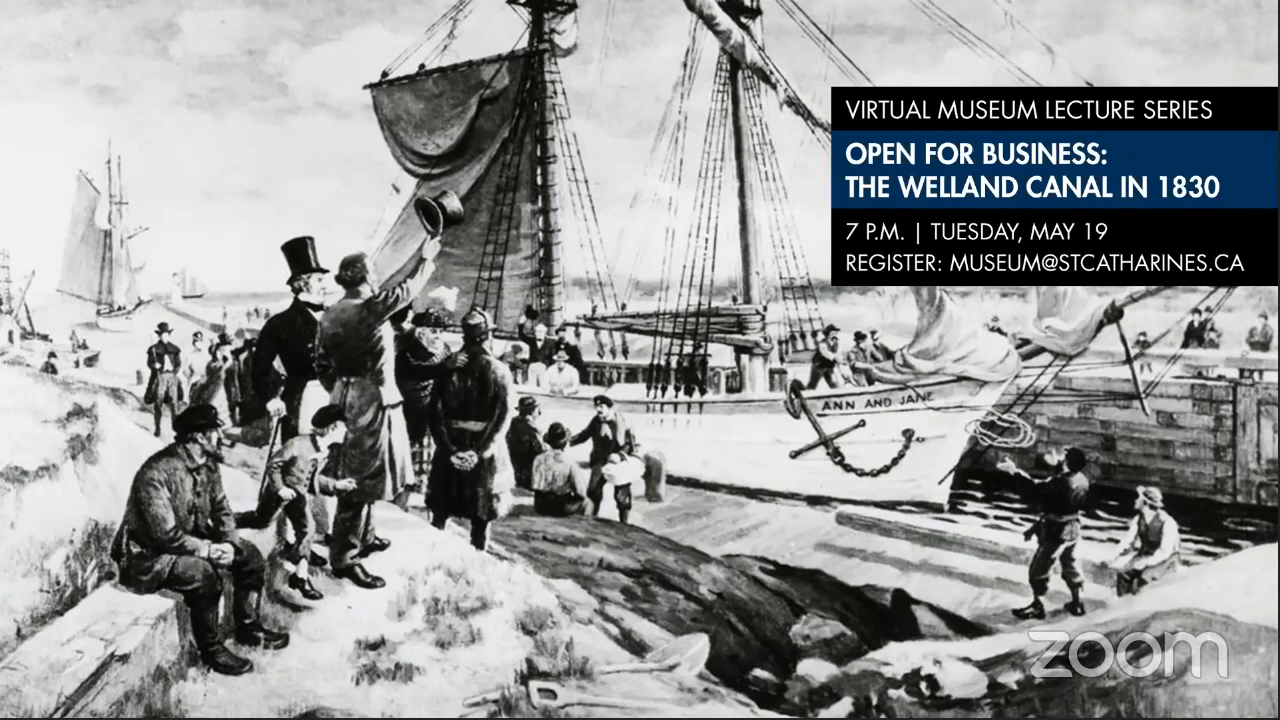 VIRTUAL MUSEUM LECTURE SERIES
OPEN FOR BUSINESS:
THE WELLAND CANAL IN 1830
7 P.M. | TUESDAY, MAY 19
REGISTER: MUSEUM@STCATHARINES.CA
ANN AND JANE
zoom